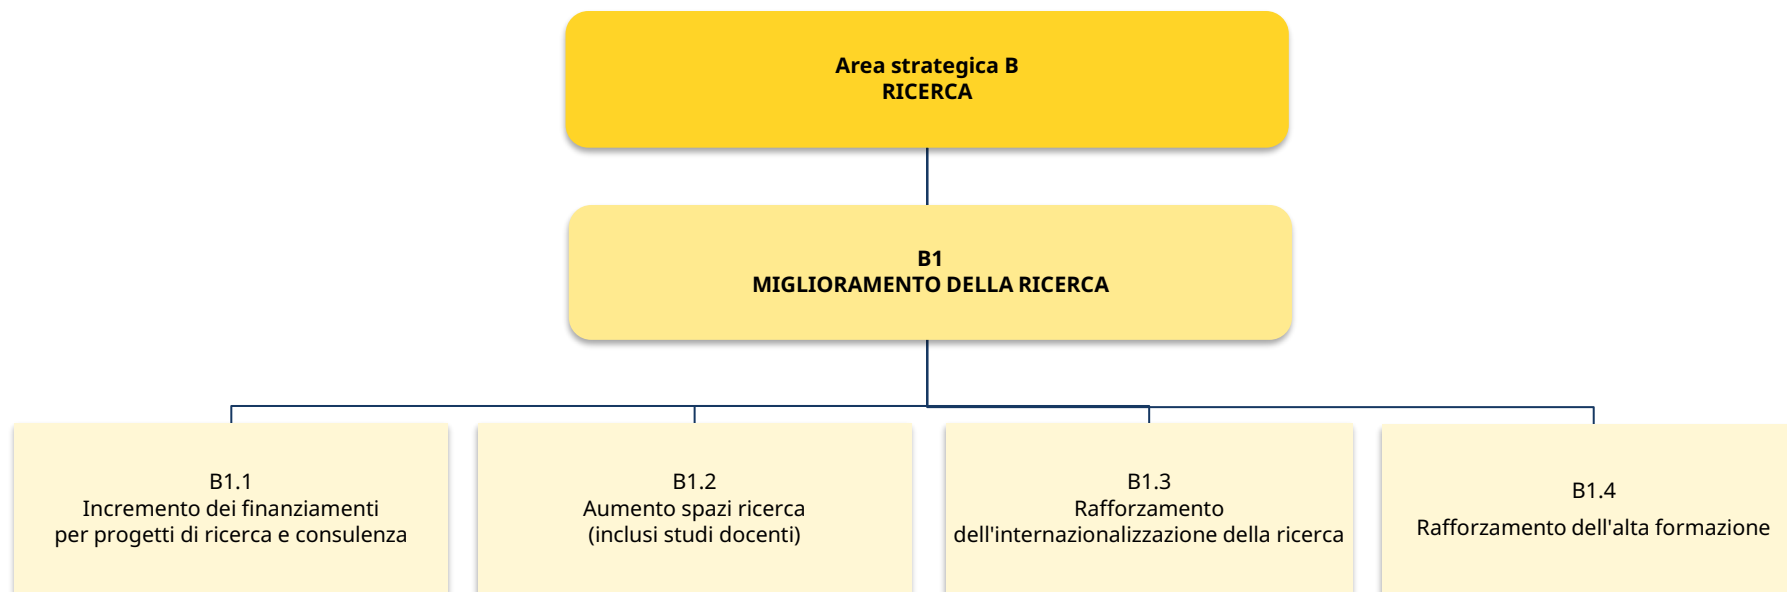 Area strategica B
RICERCA
B1
MIGLIORAMENTO DELLA RICERCA
B1.1
Incremento dei finanziamenti
per progetti di ricerca e consulenza
B1.2
Aumento spazi ricerca
(inclusi studi docenti)
B1.3
Rafforzamento
dell'internazionalizzazione della ricerca
B1.4
Rafforzamento dell'alta formazione